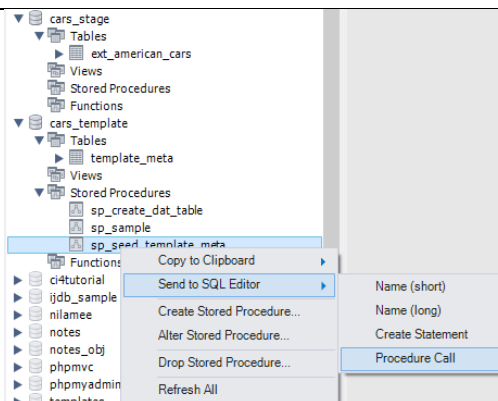 cars_stage
Tables
ext_american_cars
Views
Stored Procedures
Functions
cars_template
Tables
template_meta
Views
Stored Procedures
sp_create_dat_table
sp_sample
sp_seed_template_meta
Functions
ci4tutorial
ijdb_sample
nilamee
notes
notes_obj
phpmvc
phpmyadmin
templates
Copy to Clipboard
Send to SQL Editor
Create Stored Procedure...
Alter Stored Procedure...
Drop Stored Procedure...
Refresh All
Name (short)
Name (long)
Create Statement
Procedure Call